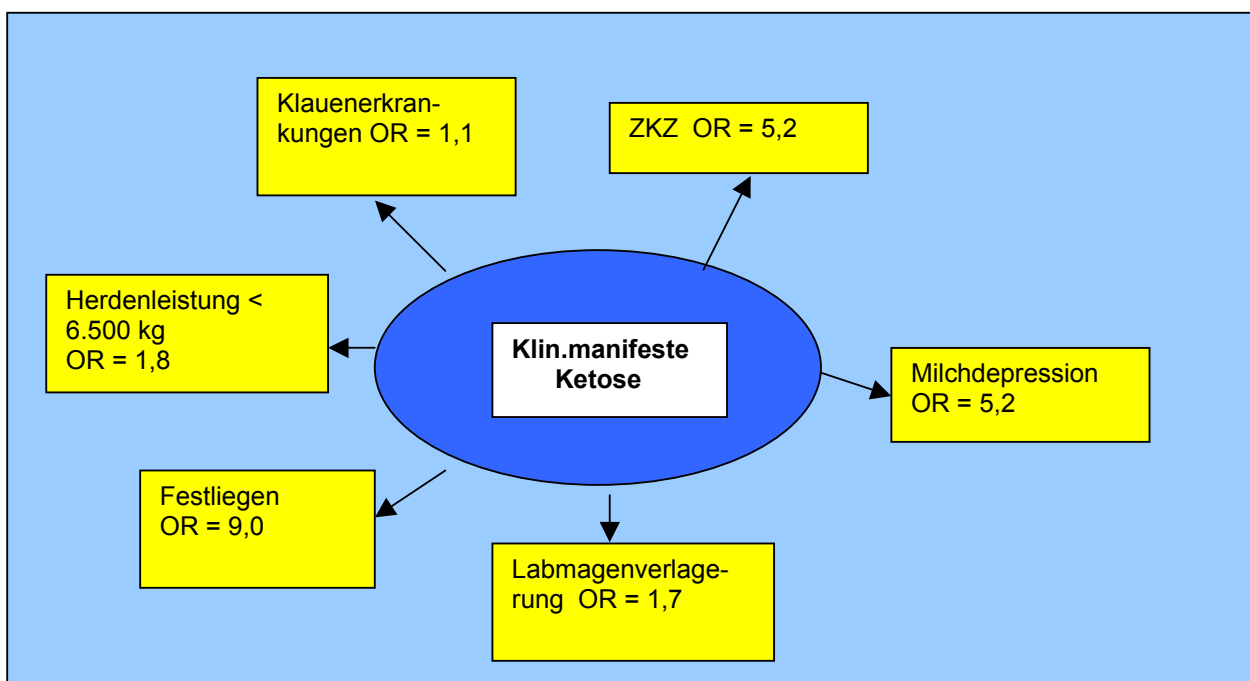 Klauenerkran-
kungen OR = 1,1
ZKZ  OR = 5,2
Herdenleistung <
6.500 kg
OR = 1,8
Klin.manifeste
Ketose
Milchdepression
OR = 5,2
Festliegen
OR = 9,0
Labmagenverlage-
rung  OR = 1,7